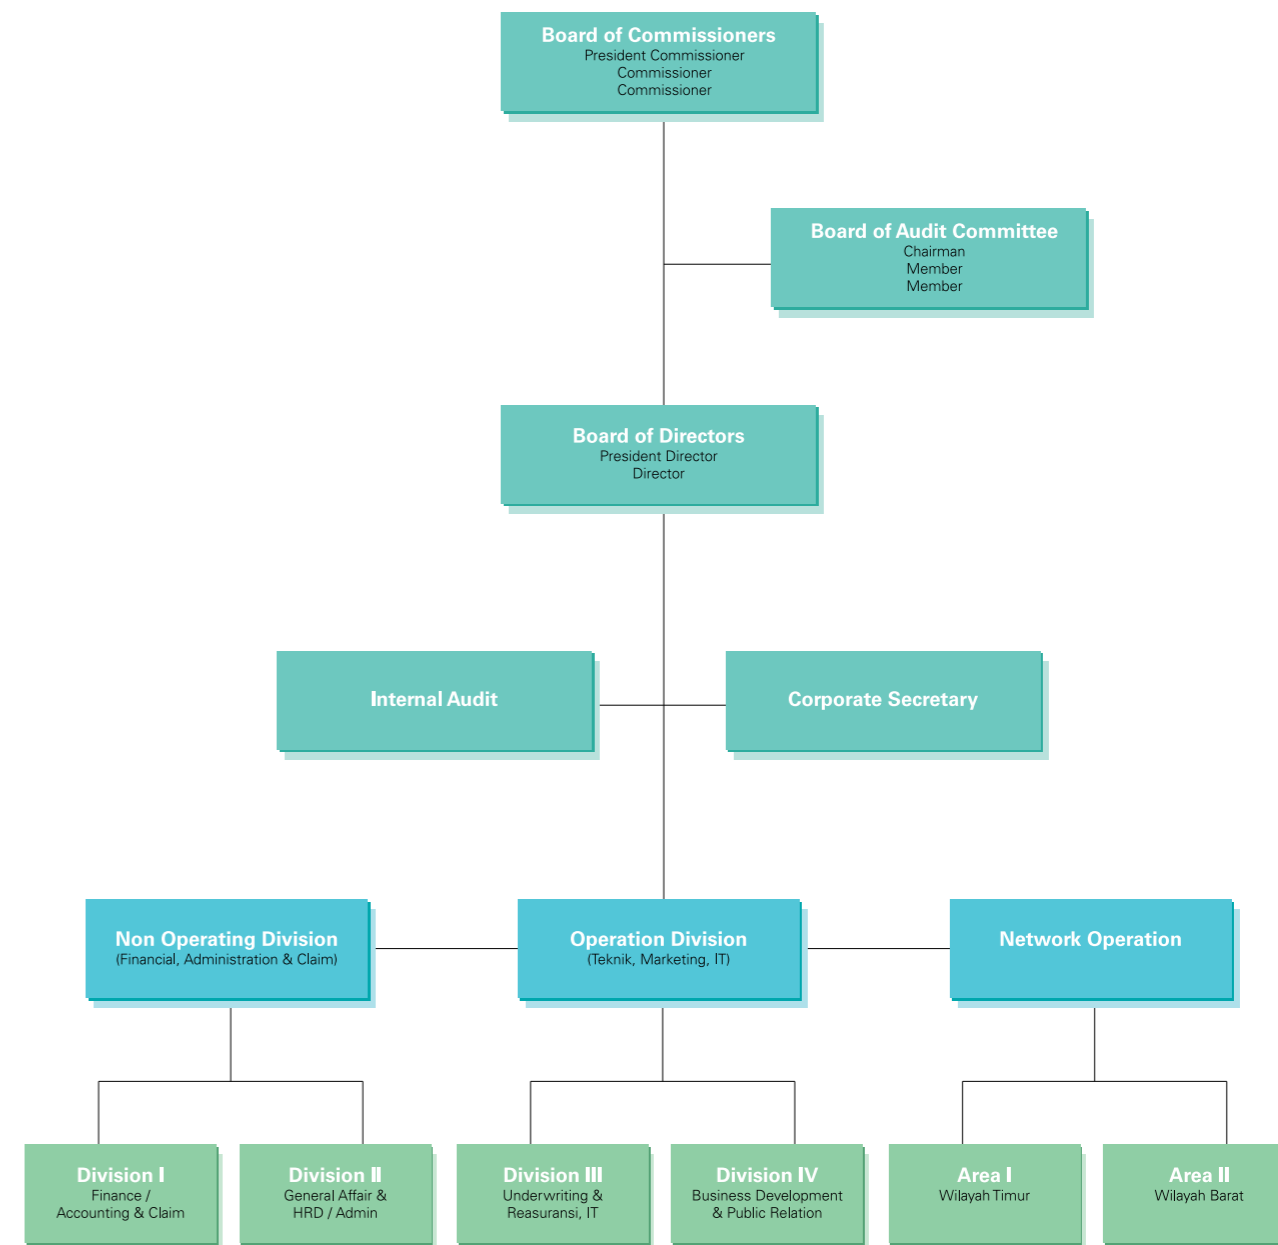 Board of Commissioners
President Commissioner
Commissioner
Commissioner
Board of Audit Committee
Chairman
Member
Member
Board of Directors
President Director
Director
Internal Audit
Corporate Secretary
Non Operating Division
(Financial, Administration & Claim)
Operation Division
(Teknik, Marketing, IT)
Network Operation
Division I
Finance /
Accounting & Claim
Division II
General Affair &
HRD / Admin
Division III
Underwriting &
Reasuransi, IT
Division IV
Business Development
& Public Relation
Area I
Wilayah Timur
Area II
Wilayah Barat